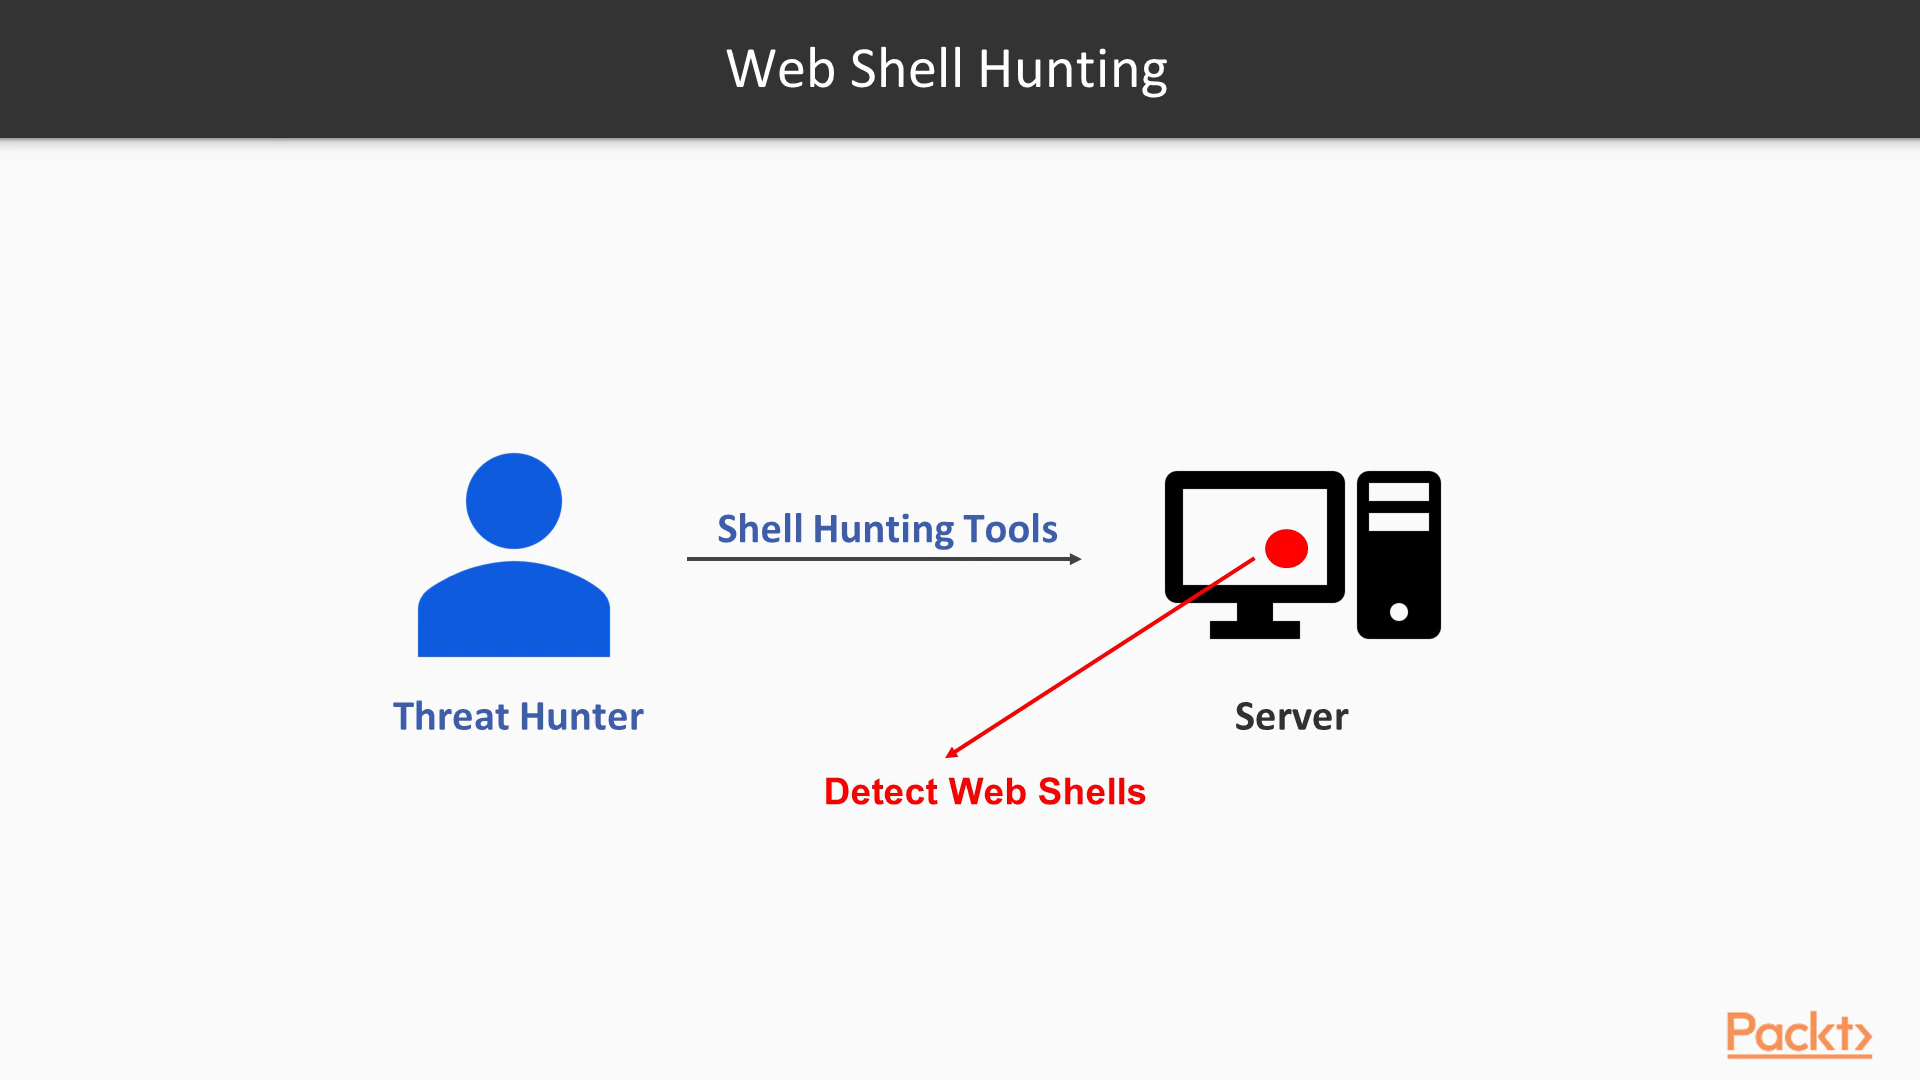 Web Shell Hunting
Shell Hunting Tools
Threat Hunter
Server
Detect Web Shells
Packt>